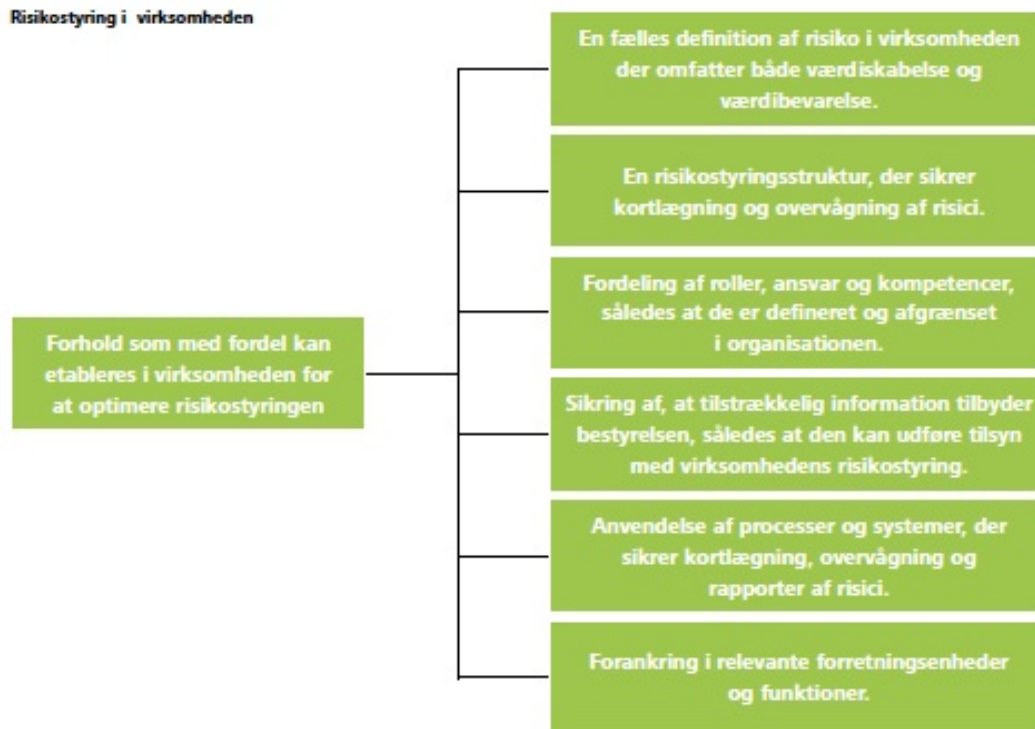 Risikostyring i virksomheden
En fælles definition af risiko i virksomheden
der omfatter både værdiskabelse og
værdibevarelse.
En risikostyringsstruktur, der sikrer
kortlægning og overvågning af risici.
Fordeling af roller, ansvar og kompetencer,
således at de er defineret og afgrænset
i organisationen.
Forhold som med fordel kan
etableres i virksomheden for
at optimere risikostyringen
Sikring af, at tilstrækkelig information tilbyder
bestyrelsen, således at den kan udføre tilsyn
med virksomhedens risikostyring.
Anvendelse af processer og systemer, der
sikrer kortlægning, overvågning og
rapporter af risici.
Forankring i relevante forretningsenheder
og funktioner.